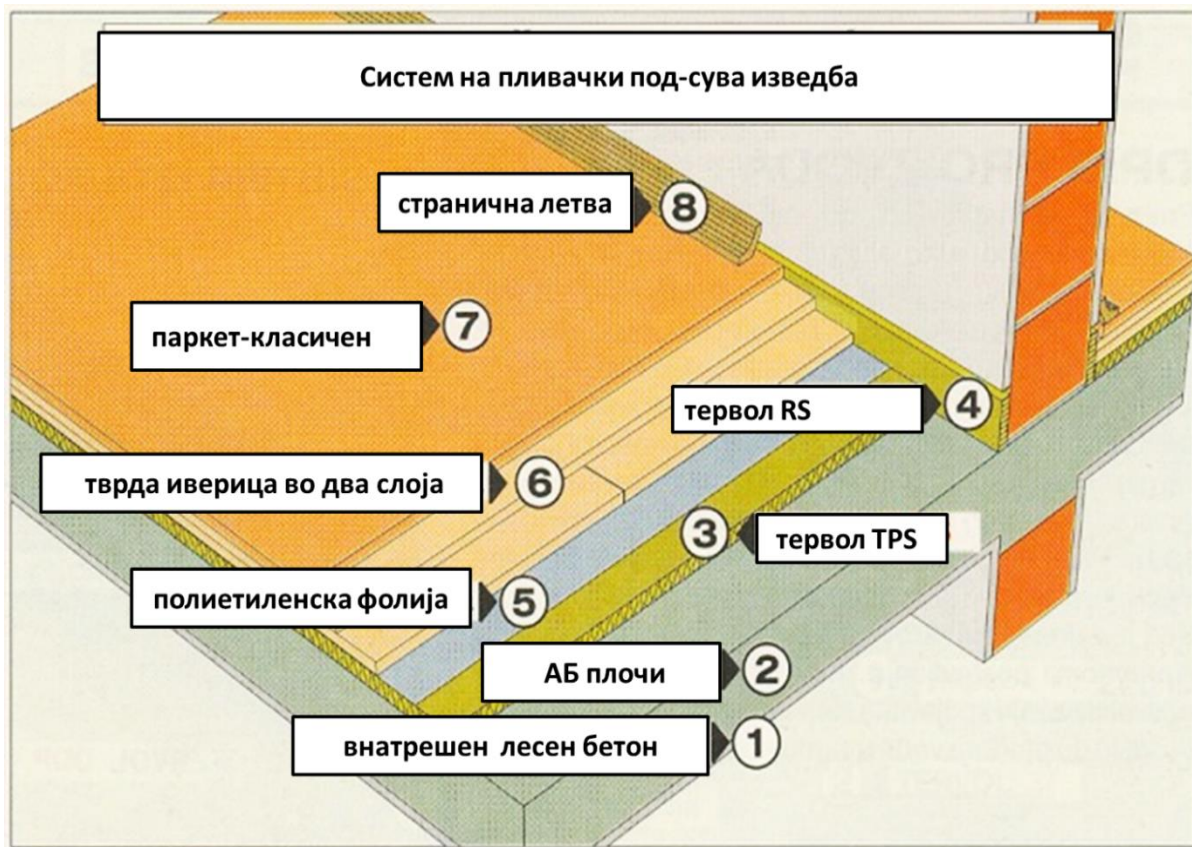 Систем на пливачки под-сува изведба
странична летва
8
паркет-класичен
7
тервол RS
4
тврда иверица во два слоја
6
3
тервол TPS
полиетиленска фолија
5
АБ плочи
2
внатрешен лесен бетон
1